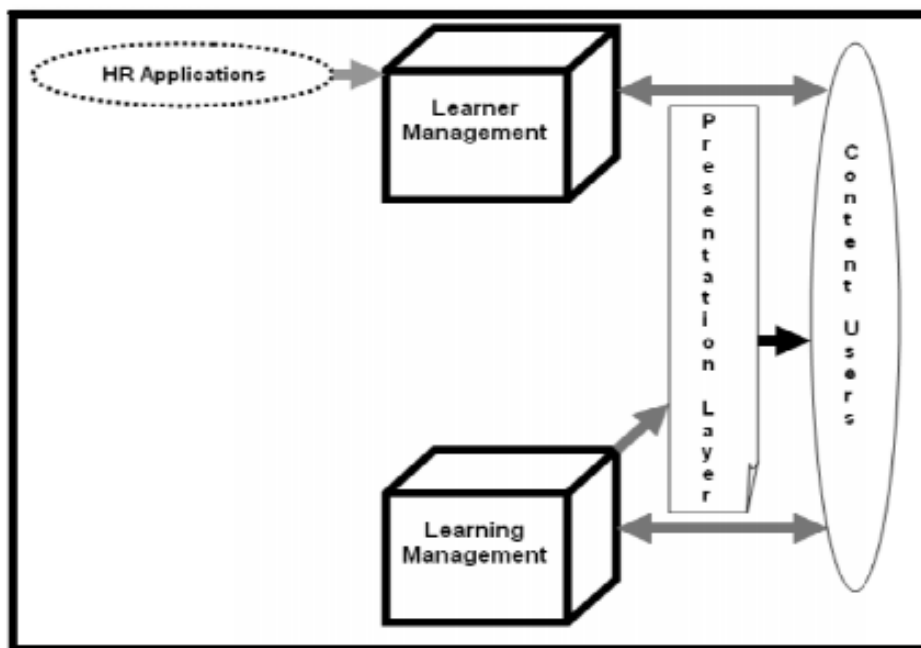 HR Applications
Learner
Management
Presentation Layer
Content Users
Learning
Management